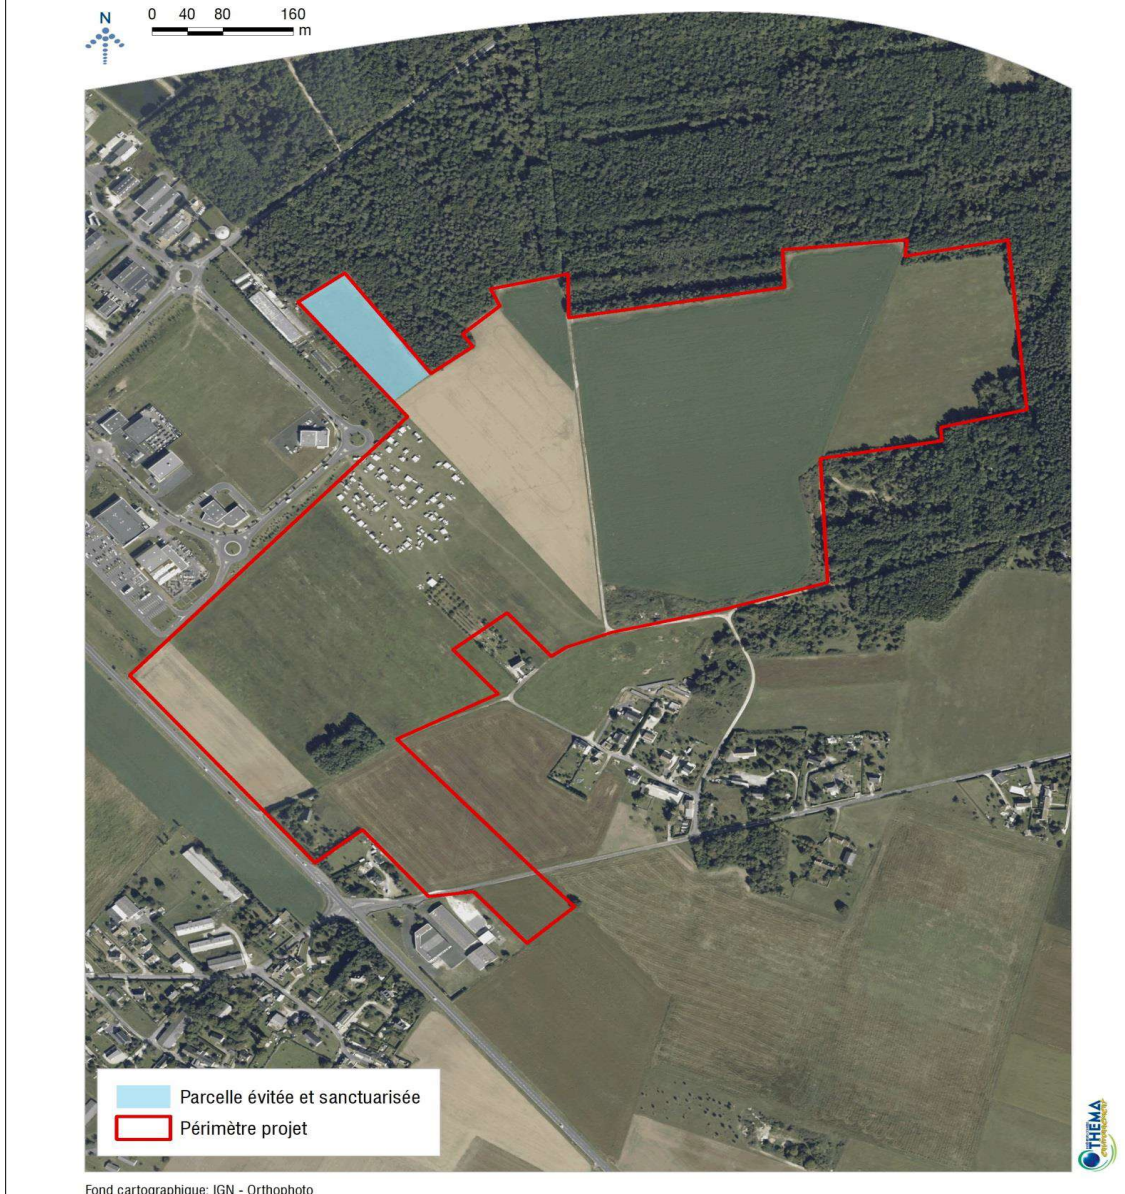 N
0 40 80 160
m
Parcelle évitée et sanctuarisée
Périmètre projet
Fond cartographique: IGN - Orthophoto
THEMA